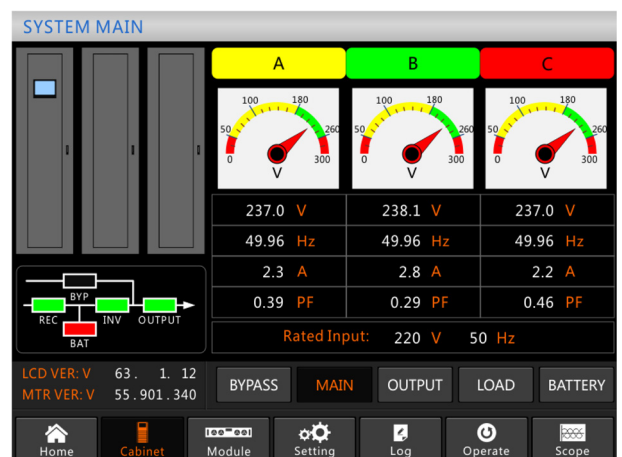 SYSTEM MAIN
A B C
50 100 180 260
0 300
V
50 100 180 260
0 300
V
50 100 180 260
0 300
V
237.0 V 238.1 V 237.0 V
49.96 Hz 49.96 Hz 49.96 Hz
2.3 A 2.8 A 2.2 A
0.39 PF 0.29 PF 0.46 PF
Rated Input: 220 V 50 Hz
BYP
REC INV OUTPUT
BAT
LCD VER: V 63. 1. 12
MTR VER: V 55.901.340
BYPASS MAIN OUTPUT LOAD BATTERY
Home Cabinet Module Setting Log Operate Scope